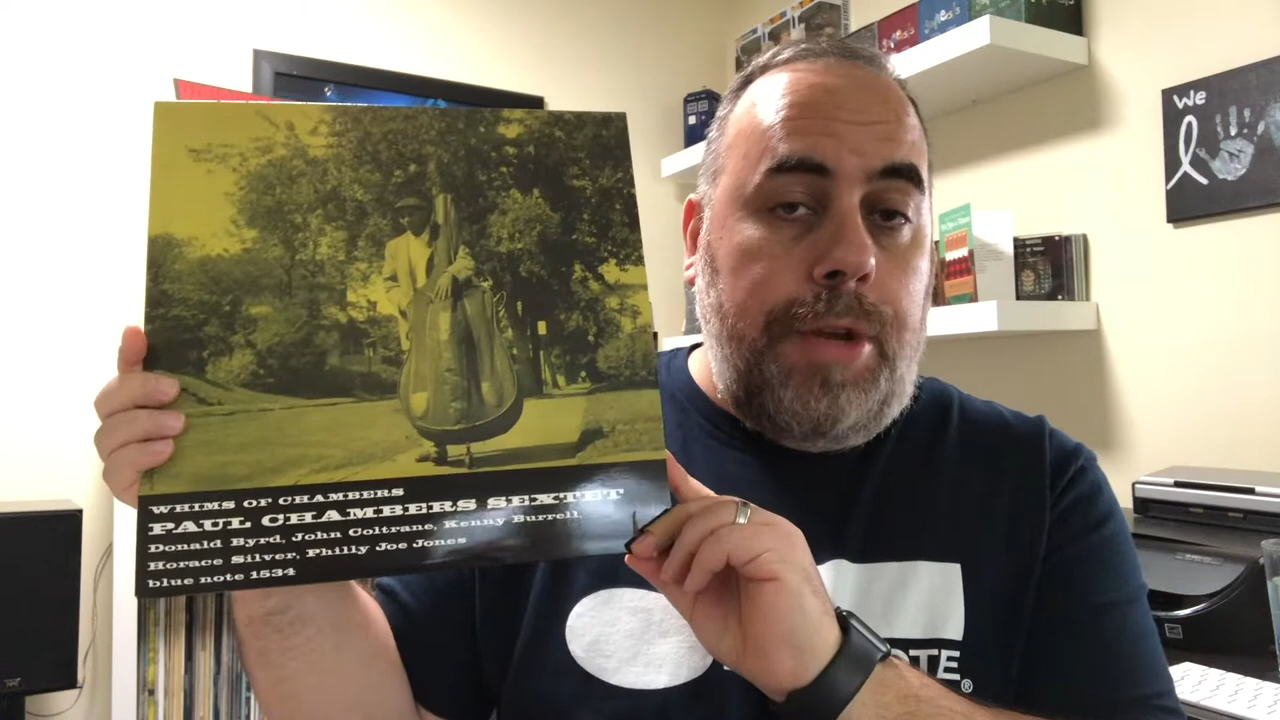 We
WHIMS OF CHAMBERS
PAUL CHAMBERS SEXTET
Donald Byrd, John Coltrane, Kenny Burrell,
Horace Silver, Philly Joe Jones
blue note 1534
OTE
®